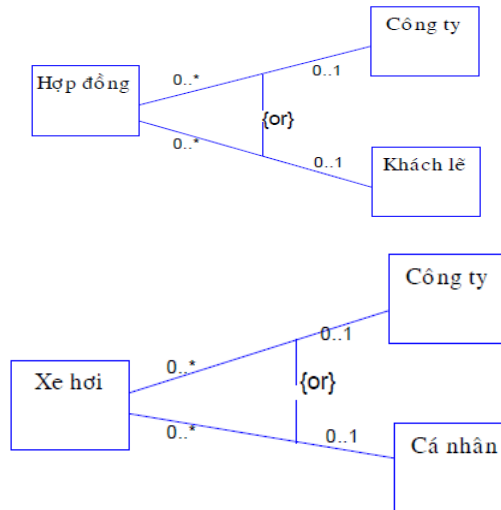 Công ty
0..*
0..1
Hợp đồng
{or}
0..*
0..1
Khách lẽ
Công ty
0..1
0..*
Xe hơi
{or}
0..*
0..1
Cá nhân